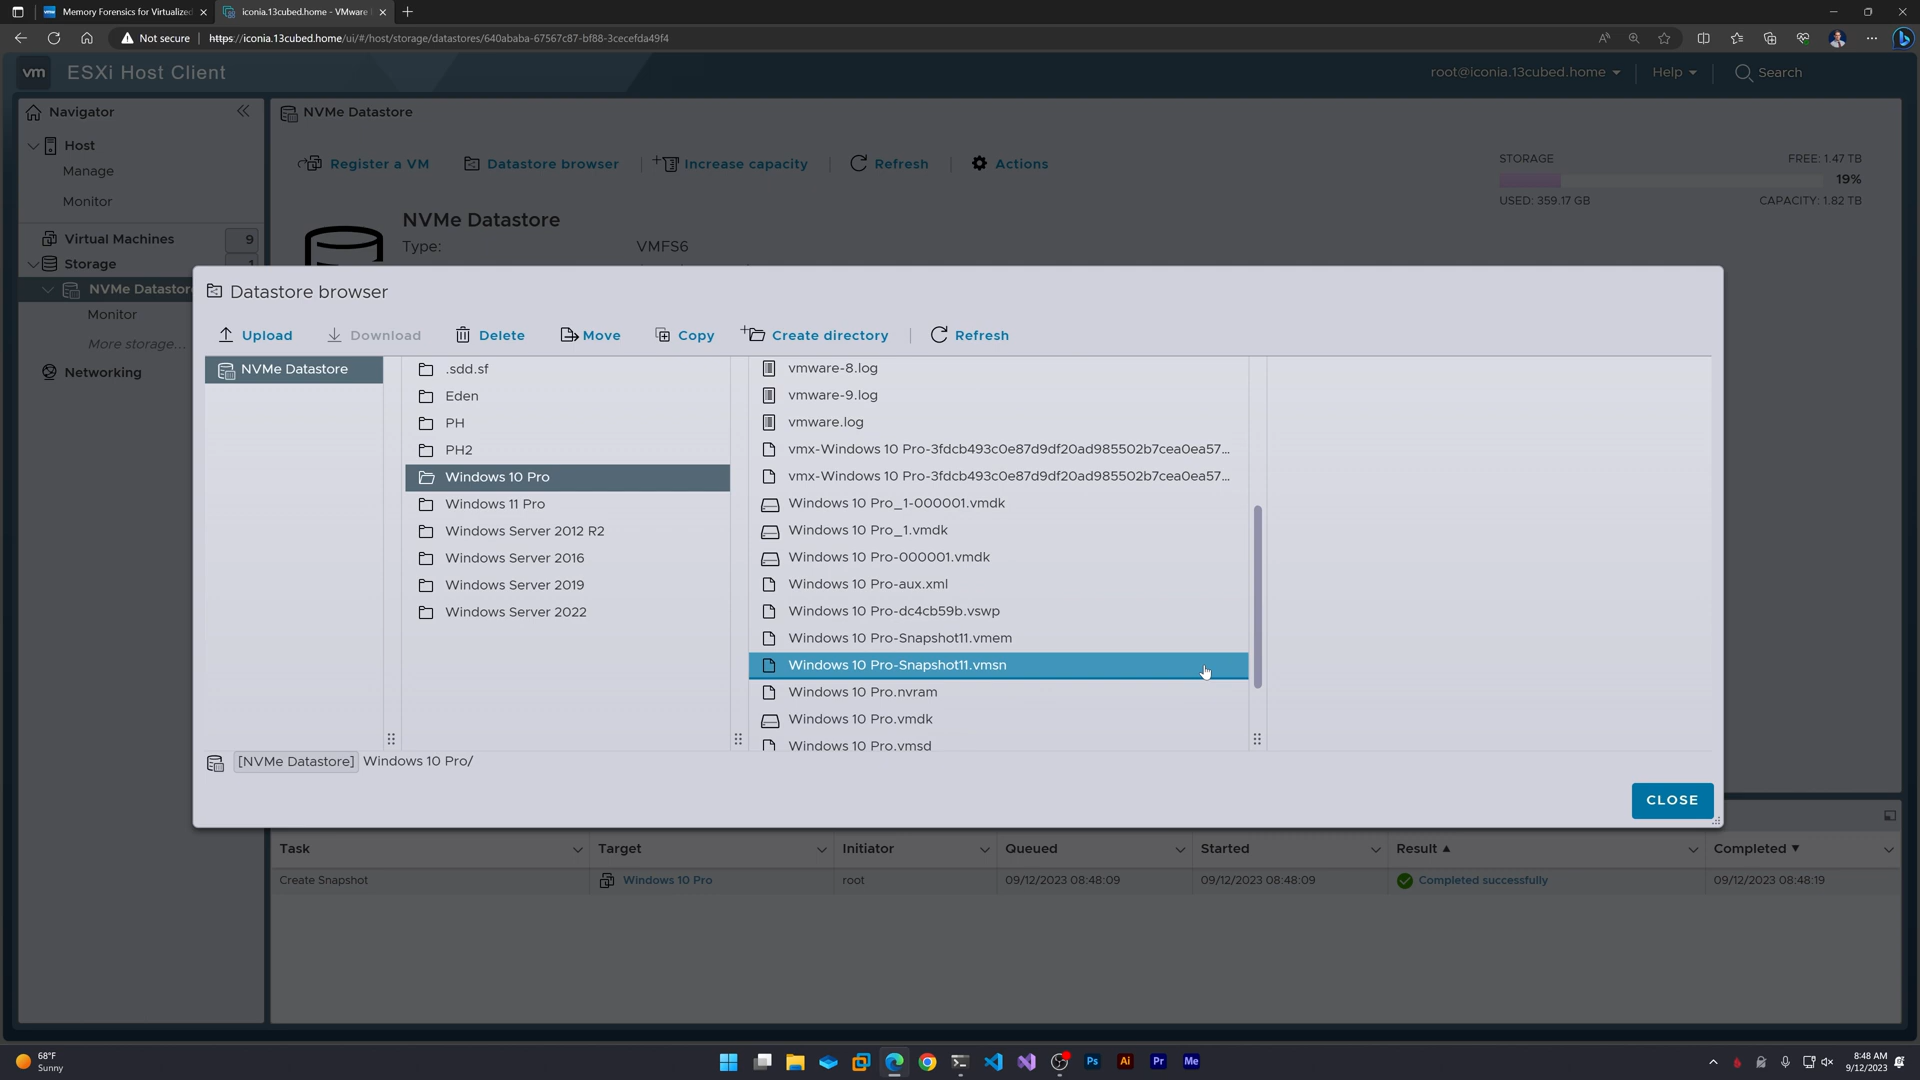 Memory Forensics for Virtualized
iconia.13cubed.home - VMware
Not secure
https://iconia.13cubed.home/ui/#/host/storage/datastores/640ababa-67567c87-bf88-3cecefda49f4
vm ESXi Host Client
root@iconia.13cubed.home
Help
Search
Navigator
NVMe Datastore
Host
Manage
Monitor
Virtual Machines 9
Storage 1
NVMe Datastore
Monitor
More storage...
Networking
Register a VM
Datastore browser
Increase capacity
Refresh
Actions
STORAGE FREE: 1.47 TB
19%
USED: 359.17 GB CAPACITY: 1.82 TB
NVMe Datastore
Type: VMFS6
Datastore browser
Upload
Download
Delete
Move
Copy
Create directory
Refresh
NVMe Datastore
.sdd.sf
Eden
PH
PH2
Windows 10 Pro
Windows 11 Pro
Windows Server 2012 R2
Windows Server 2016
Windows Server 2019
Windows Server 2022
vmware-8.log
vmware-9.log
vmware.log
vmx-Windows 10 Pro-3fdcb493c0e87d9df20ad985502b7cea0ea57...
vmx-Windows 10 Pro-3fdcb493c0e87d9df20ad985502b7cea0ea57...
Windows 10 Pro_1-000001.vmdk
Windows 10 Pro_1.vmdk
Windows 10 Pro-000001.vmdk
Windows 10 Pro-aux.xml
Windows 10 Pro-dc4cb59b.vswp
Windows 10 Pro-Snapshot11.vmem
Windows 10 Pro-Snapshot11.vmsn
Windows 10 Pro.nvram
Windows 10 Pro.vmdk
Windows 10 Pro.vmsd
[NVMe Datastore] Windows 10 Pro/
CLOSE
Task Target Initiator Queued Started Result Completed
Create Snapshot Windows 10 Pro root 09/12/2023 08:48:09 09/12/2023 08:48:09 Completed successfully 09/12/2023 08:48:19
68°F
Sunny
Ps
Ai
Pr
Me
8:48 AM
9/12/2023